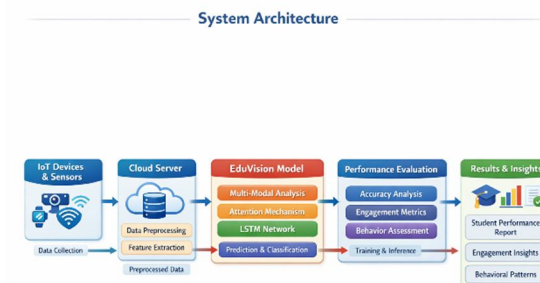 System Architecture
IoT Devices
& Sensors
Data Collection
Cloud Server
Data Preprocessing
Feature Extraction
Preprocessed Data
EduVision Model
Multi-Modal Analysis
Attention Mechanism
LSTM Network
Prediction & Classification
Performance Evaluation
Accuracy Analysis
Engagement Metrics
Behavior Assessment
Training & Inference
Results & Insights
Student Performance
Report
Engagement Insights
Behavioral Patterns